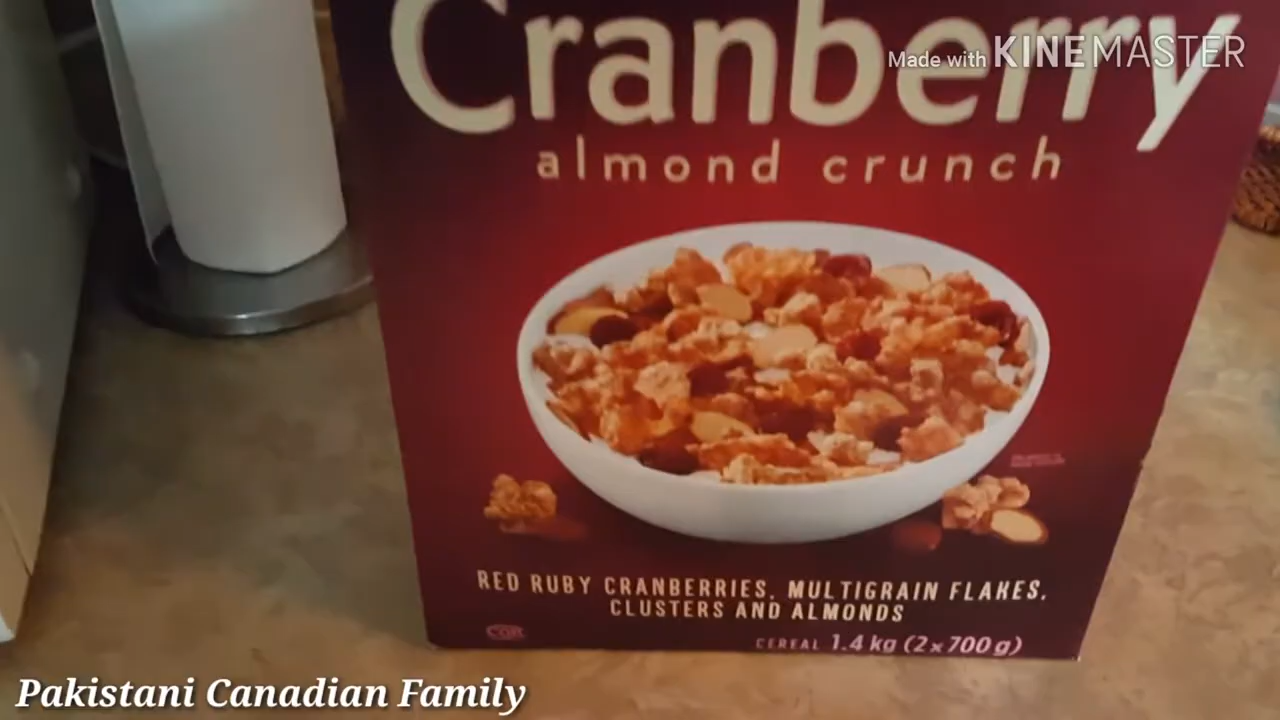 Cranberry
Made with KINEMASTER
almond crunch
RED RUBY CRANBERRIES, MULTIGRAIN FLAKES,
CLUSTERS AND ALMONDS
COR
CEREAL 1.4 kg (2x700 g)
Pakistani Canadian Family